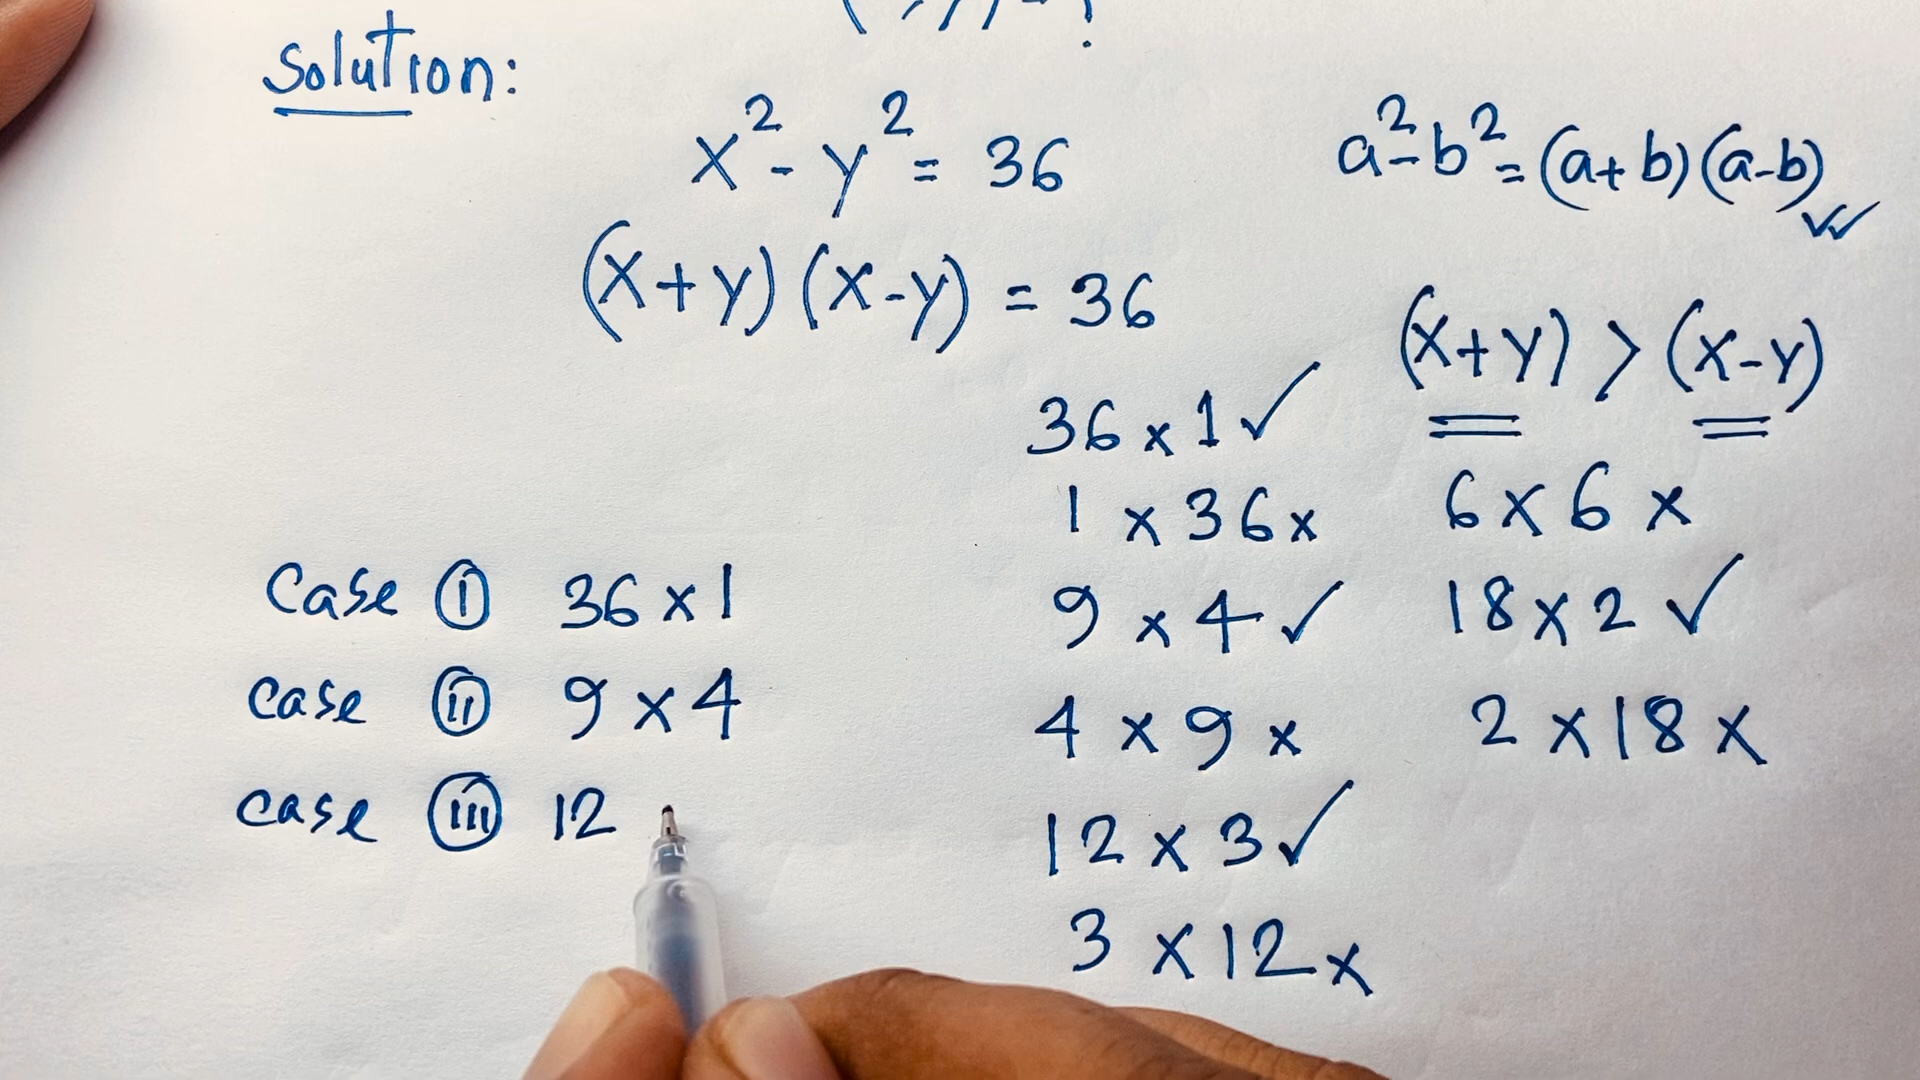 Solution:
x² - y² = 36
a² - b² = (a+b)(a-b) ✓✓
(x+y)(x-y) = 36
(x+y) > (x-y)
36 x 1 ✓
1 x 36 x
6 x 6 x
case (i) 36 x 1
9 x 4 ✓
18 x 2 ✓
case (ii) 9 x 4
4 x 9 x
2 x 18 x
case (iii) 12
12 x 3 ✓
3 x 12 x